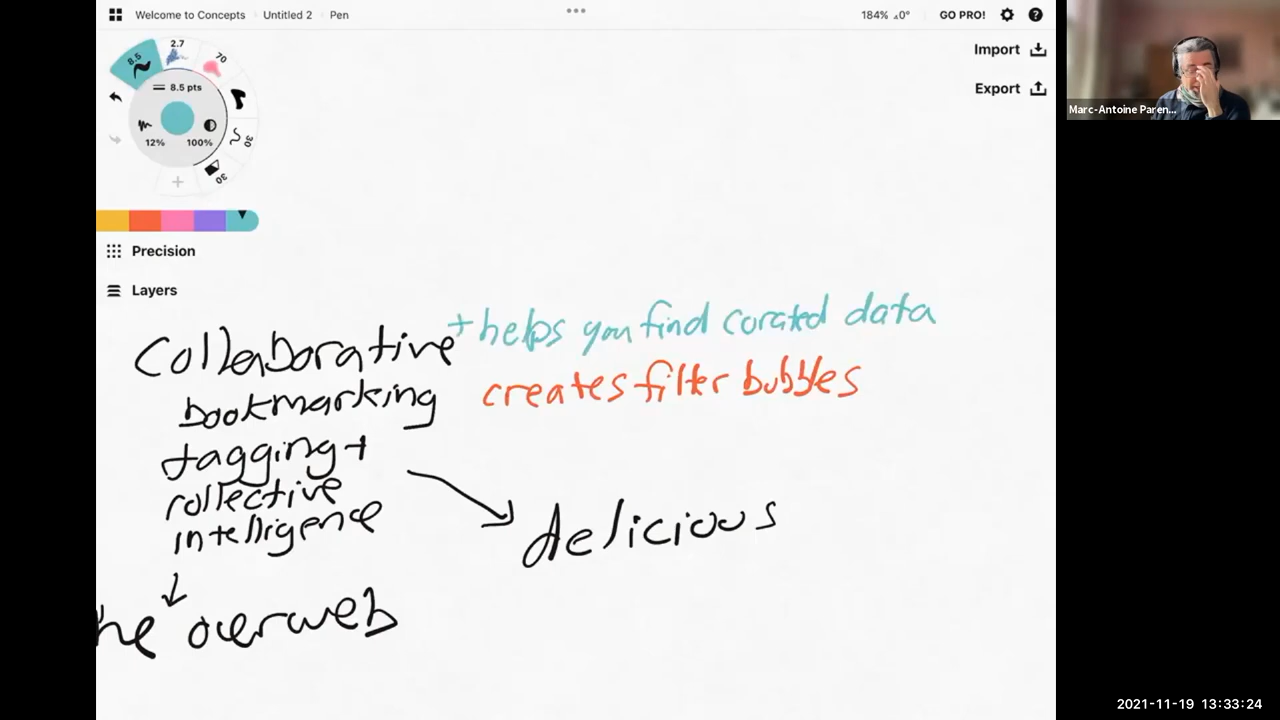 Welcome to Concepts Untitled 2 Pen
184% ⊿0° GO PRO!
Import
Export
8.5
2.7
70
8.5 pts
12% 100%
30
30
Precision
Layers
+ helps you find curated data
Collaborative
creates filter bubbles
bookmarking
tagging +
collective
intelligence
delicious
he overweb
Marc-Antoine Paren...
2021-11-19 13:33:24